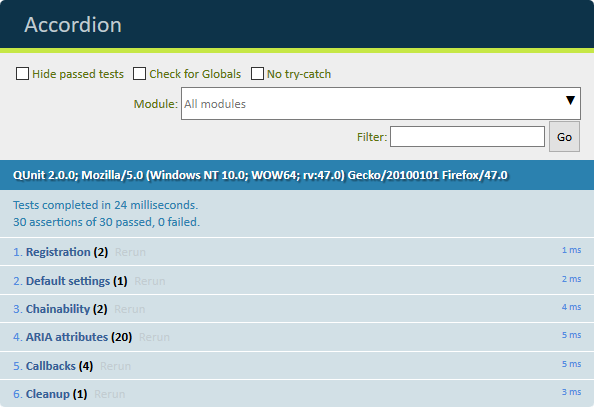 Accordion
Hide passed tests Check for Globals No try-catch
Module: All modules ▼
Filter: Go
QUnit 2.0.0; Mozilla/5.0 (Windows NT 10.0; WOW64; rv:47.0) Gecko/20100101 Firefox/47.0
Tests completed in 24 milliseconds.
30 assertions of 30 passed, 0 failed.
1. Registration (2) Rerun 1 ms
2. Default settings (1) Rerun 2 ms
3. Chainability (2) Rerun 4 ms
4. ARIA attributes (20) Rerun 5 ms
5. Callbacks (4) Rerun 5 ms
6. Cleanup (1) Rerun 3 ms